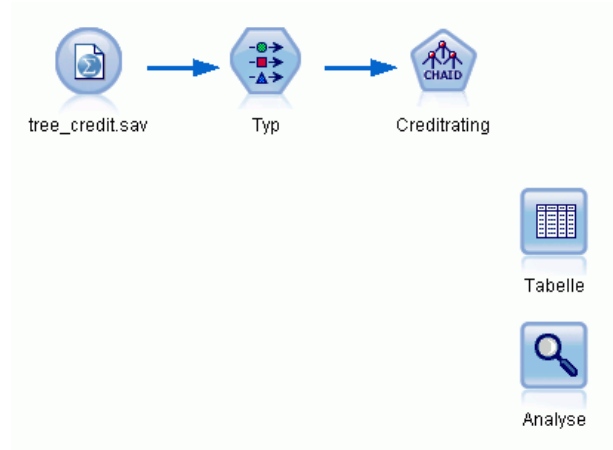 CHAID
tree_credit.sav
Typ
Creditrating
Tabelle
Analyse